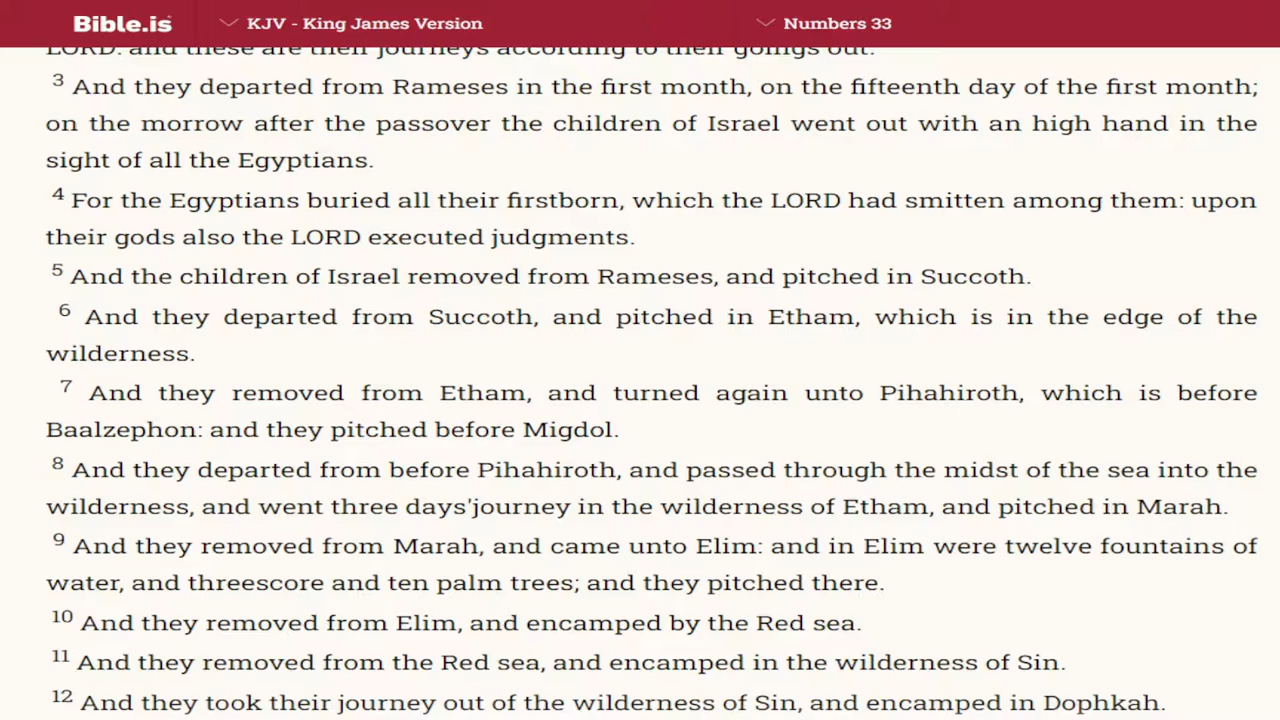 Bible.is KJV - King James Version Numbers 33
LORD: and these are their journeys according to their goings out.
3 And they departed from Rameses in the first month, on the fifteenth day of the first month;
on the morrow after the passover the children of Israel went out with an high hand in the
sight of all the Egyptians.
4 For the Egyptians buried all their firstborn, which the LORD had smitten among them: upon
their gods also the LORD executed judgments.
5 And the children of Israel removed from Rameses, and pitched in Succoth.
6 And they departed from Succoth, and pitched in Etham, which is in the edge of the
wilderness.
7 And they removed from Etham, and turned again unto Pihahiroth, which is before
Baalzephon: and they pitched before Migdol.
8 And they departed from before Pihahiroth, and passed through the midst of the sea into the
wilderness, and went three days'journey in the wilderness of Etham, and pitched in Marah.
9 And they removed from Marah, and came unto Elim: and in Elim were twelve fountains of
water, and threescore and ten palm trees; and they pitched there.
10 And they removed from Elim, and encamped by the Red sea.
11 And they removed from the Red sea, and encamped in the wilderness of Sin.
12 And they took their journey out of the wilderness of Sin, and encamped in Dophkah.